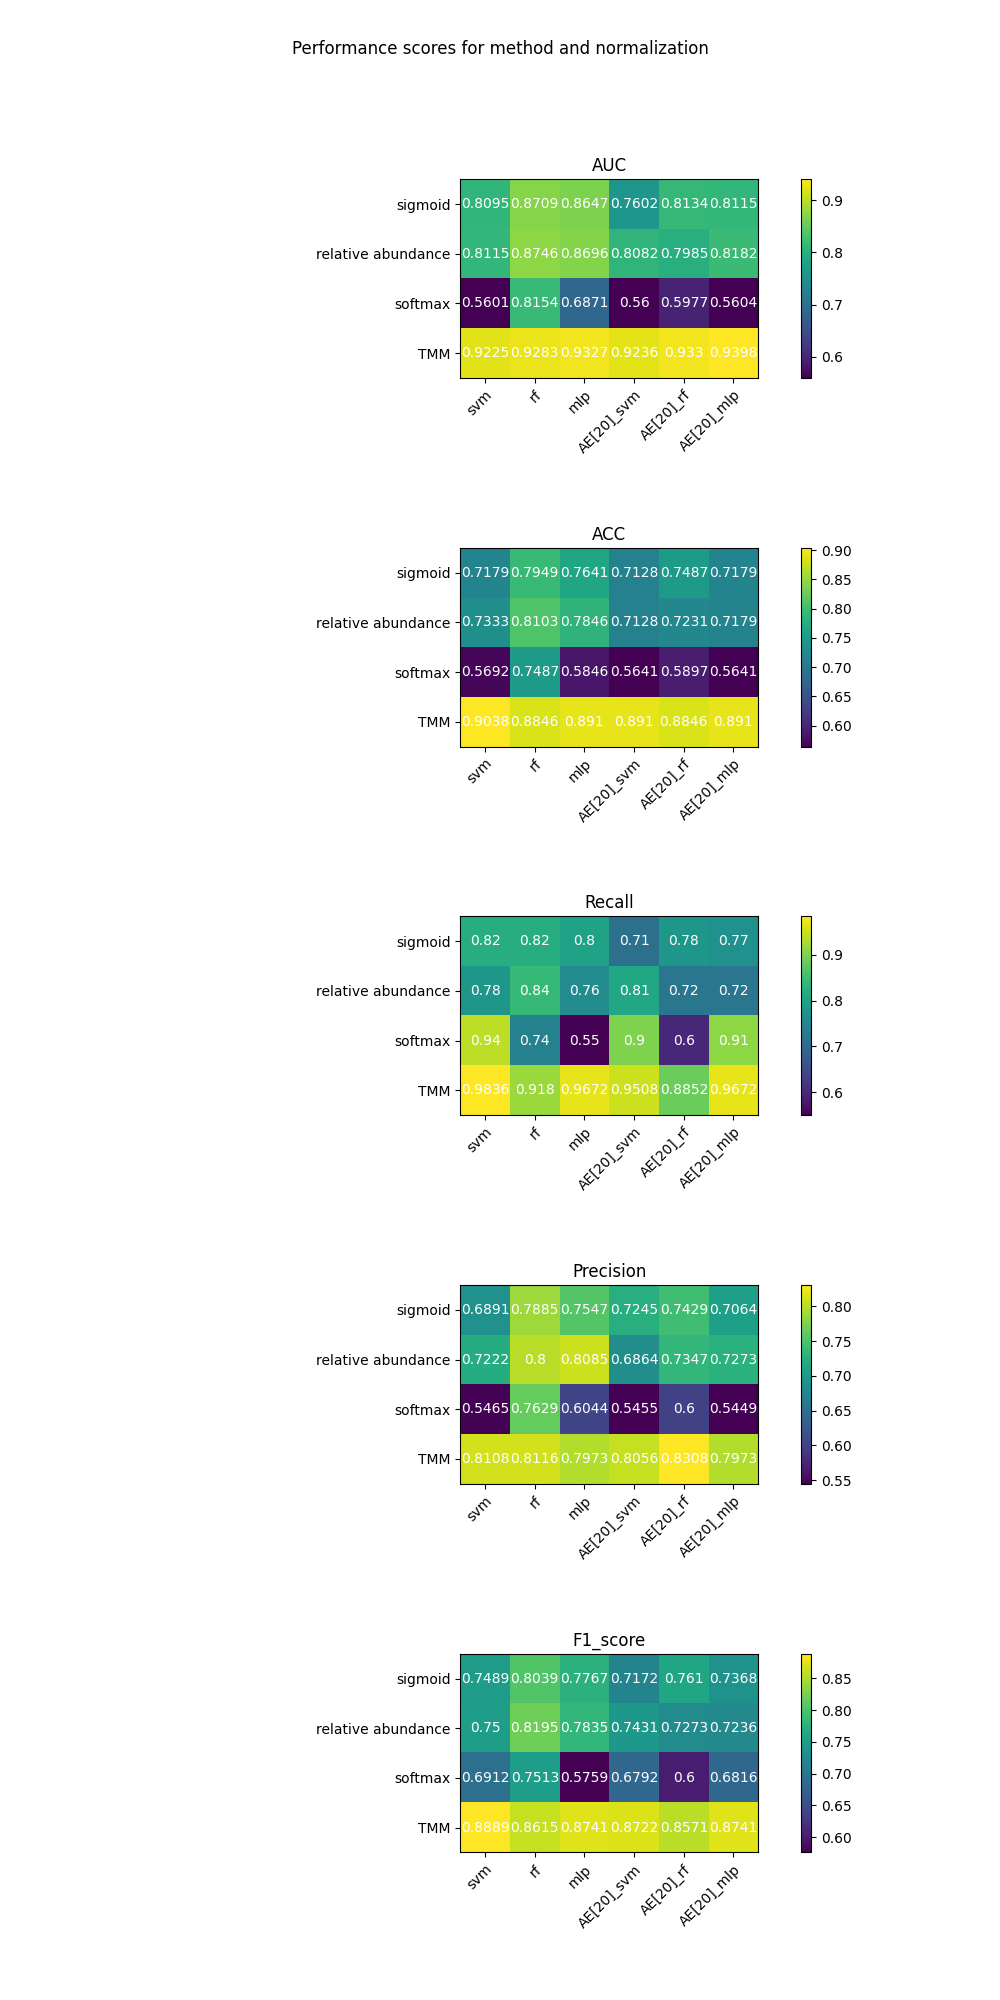 Performance scores for method and normalization
AUC
sigmoid 0.8095 0.8709 0.8647 0.7602 0.8134 0.8115
relative abundance 0.8115 0.8746 0.8696 0.8082 0.7985 0.8182
softmax 0.5601 0.8154 0.6871 0.56 0.5977 0.5604
TMM 0.9225 0.9283 0.9327 0.9236 0.933 0.9398
svm rf mlp AE[20]_svm AE[20]_rf AE[20]_mlp
0.9
0.8
0.7
0.6
ACC
sigmoid 0.7179 0.7949 0.7641 0.7128 0.7487 0.7179
relative abundance 0.7333 0.8103 0.7846 0.7128 0.7231 0.7179
softmax 0.5692 0.7487 0.5846 0.5641 0.5897 0.5641
TMM 0.9038 0.8846 0.891 0.891 0.8846 0.891
svm rf mlp AE[20]_svm AE[20]_rf AE[20]_mlp
0.90
0.85
0.80
0.75
0.70
0.65
0.60
Recall
sigmoid 0.82 0.82 0.8 0.71 0.78 0.77
relative abundance 0.78 0.84 0.76 0.81 0.72 0.72
softmax 0.94 0.74 0.55 0.9 0.6 0.91
TMM 0.9836 0.918 0.9672 0.9508 0.8852 0.9672
svm rf mlp AE[20]_svm AE[20]_rf AE[20]_mlp
0.9
0.8
0.7
0.6
Precision
sigmoid 0.6891 0.7885 0.7547 0.7245 0.7429 0.7064
relative abundance 0.7222 0.8 0.8085 0.6864 0.7347 0.7273
softmax 0.5465 0.7629 0.6044 0.5455 0.6 0.5449
TMM 0.8108 0.8116 0.7973 0.8056 0.8308 0.7973
svm rf mlp AE[20]_svm AE[20]_rf AE[20]_mlp
0.80
0.75
0.70
0.65
0.60
0.55
F1_score
sigmoid 0.7489 0.8039 0.7767 0.7172 0.761 0.7368
relative abundance 0.75 0.8195 0.7835 0.7431 0.7273 0.7236
softmax 0.6912 0.7513 0.5759 0.6792 0.6 0.6816
TMM 0.8889 0.8615 0.8741 0.8722 0.8571 0.8741
svm rf mlp AE[20]_svm AE[20]_rf AE[20]_mlp
0.85
0.80
0.75
0.70
0.65
0.60